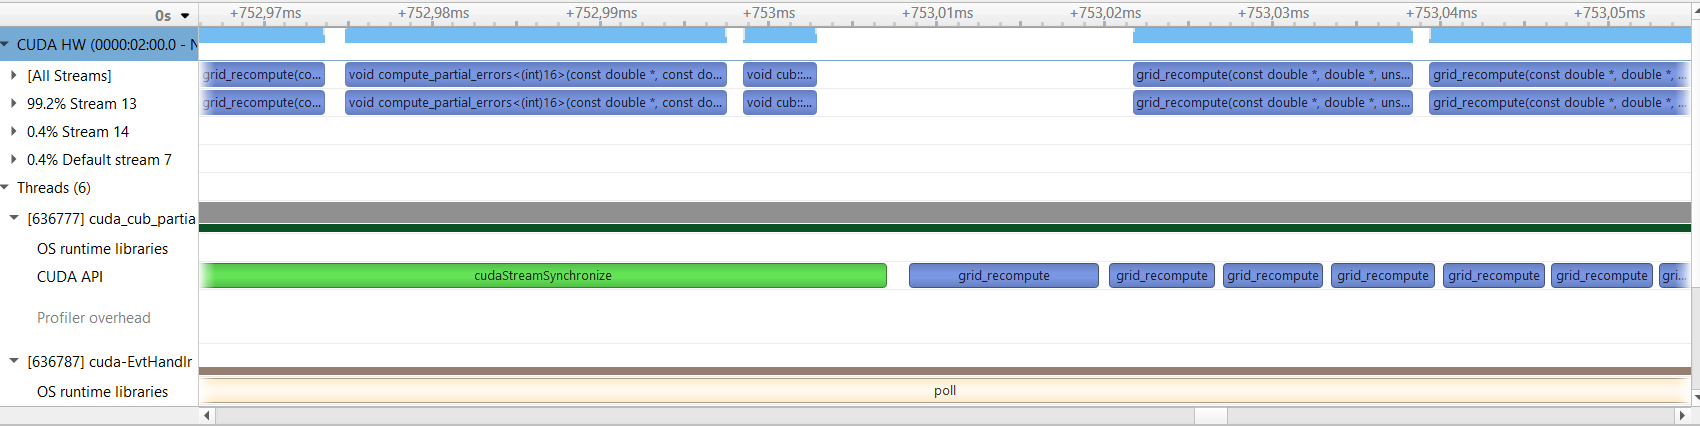 0s +752,97ms +752,98ms +752,99ms +753ms +753,01ms +753,02ms +753,03ms +753,04ms +753,05ms
CUDA HW (0000:02:00.0 - N
[All Streams] grid_recompute(co... void compute_partial_errors<(int)16>(const double *, const do... void cub::... grid_recompute(const double *, double *, uns... grid_recompute(const double *, double *, ...
99.2% Stream 13 grid_recompute(co... void compute_partial_errors<(int)16>(const double *, const do... void cub::... grid_recompute(const double *, double *, uns... grid_recompute(const double *, double *, ...
0.4% Stream 14
0.4% Default stream 7
Threads (6)
[636777] cuda_cub_partia
OS runtime libraries
CUDA API cudaStreamSynchronize grid_recompute grid_recompute grid_recompute grid_recompute grid_recompute grid_recompute gri...
Profiler overhead
[636787] cuda-EvtHandlr
OS runtime libraries poll